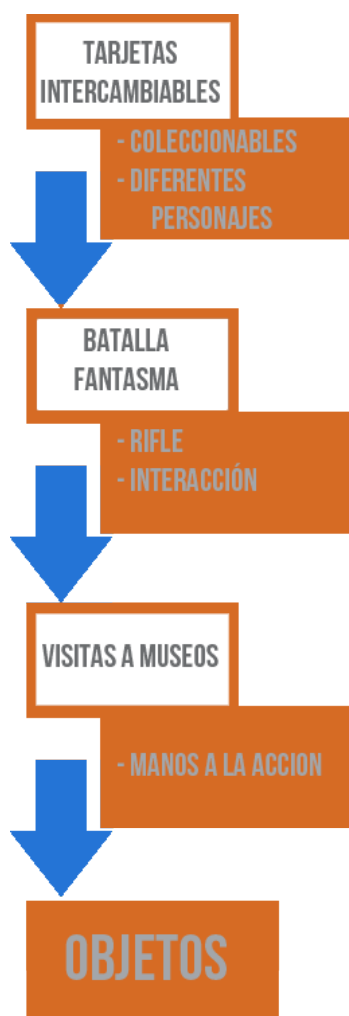 TARJETAS
INTERCAMBIABLES
- COLECCIONABLES
- DIFERENTES
PERSONAJES
BATALLA
FANTASMA
- RIFLE
- INTERACCIÓN
VISITAS A MUSEOS
- MANOS A LA ACCION
OBJETOS